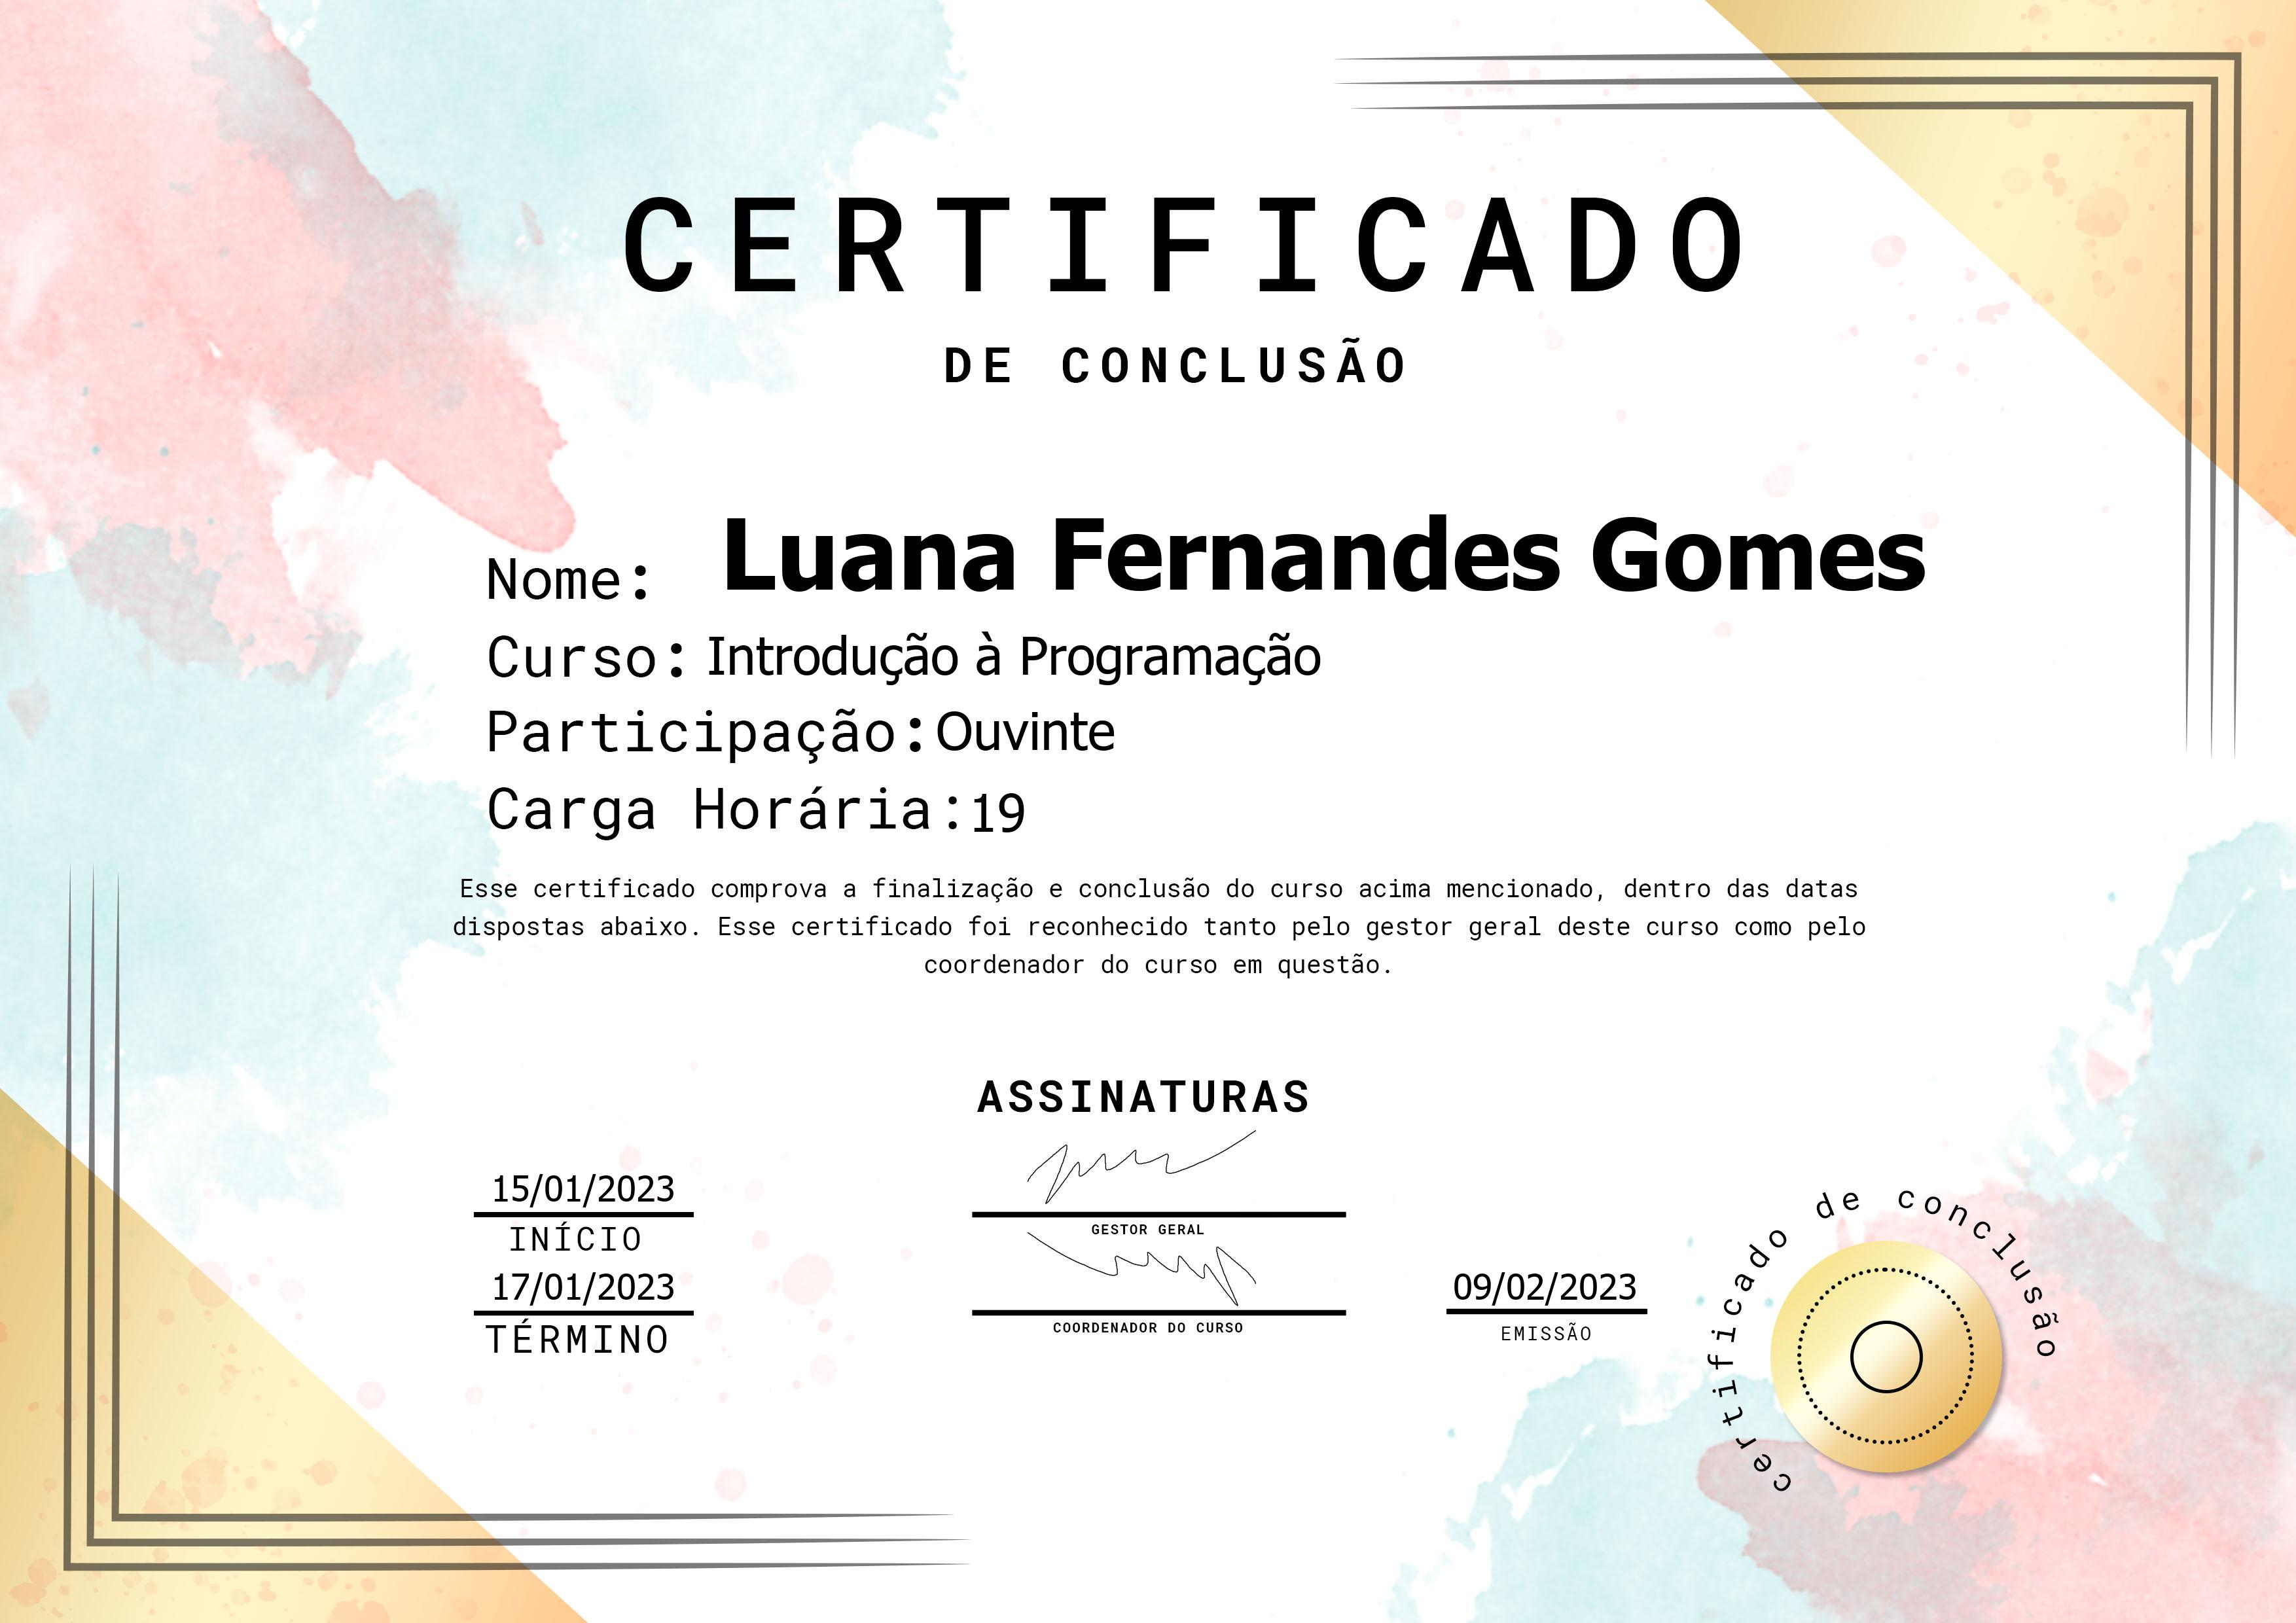 CERTIFICADO
DE CONCLUSÃO
Nome: Luana Fernandes Gomes
Curso: Introdução à Programação
Participação: Ouvinte
Carga Horária: 19
Esse certificado comprova a finalização e conclusão do curso acima mencionado, dentro das datas
dispostas abaixo. Esse certificado foi reconhecido tanto pelo gestor geral deste curso como pelo
coordenador do curso em questão.
ASSINATURAS
15/01/2023
INÍCIO
17/01/2023
TÉRMINO
GESTOR GERAL
COORDENADOR DO CURSO
09/02/2023
EMISSÃO
certificado de conclusão